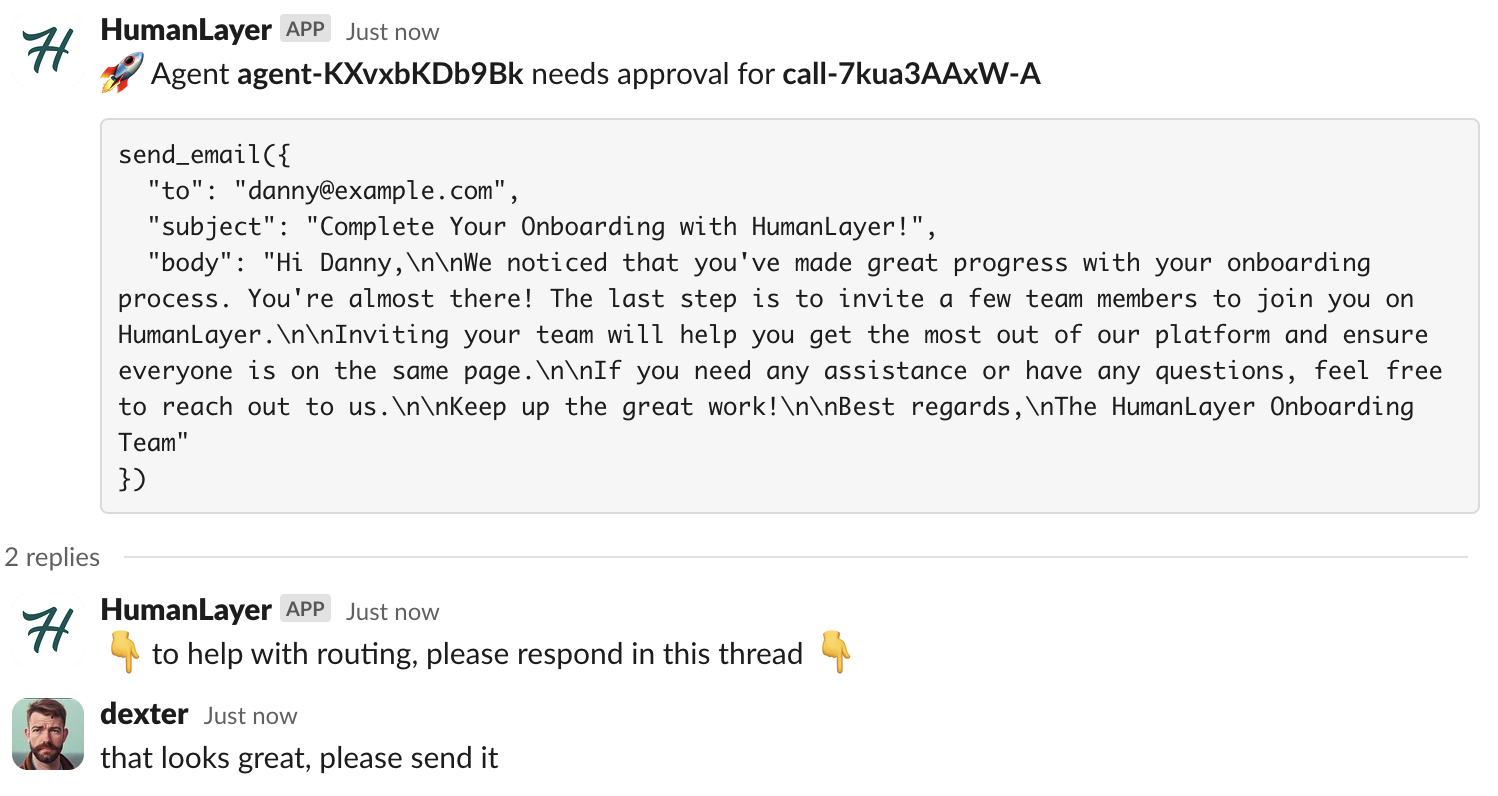 HumanLayer APP Just now
🚀 Agent agent-KXvxbKDb9Bk needs approval for call-7kua3AAxW-A
send_email({
  "to": "danny@example.com",
  "subject": "Complete Your Onboarding with HumanLayer!",
  "body": "Hi Danny,\n\nWe noticed that you've made great progress with your onboarding
process. You're almost there! The last step is to invite a few team members to join you on
HumanLayer.\n\nInviting your team will help you get the most out of our platform and ensure
everyone is on the same page.\n\nIf you need any assistance or have any questions, feel free
to reach out to us.\n\nKeep up the great work!\n\nBest regards,\nThe HumanLayer Onboarding
Team"
})
2 replies
HumanLayer APP Just now
👇 to help with routing, please respond in this thread 👇
dexter Just now
that looks great, please send it